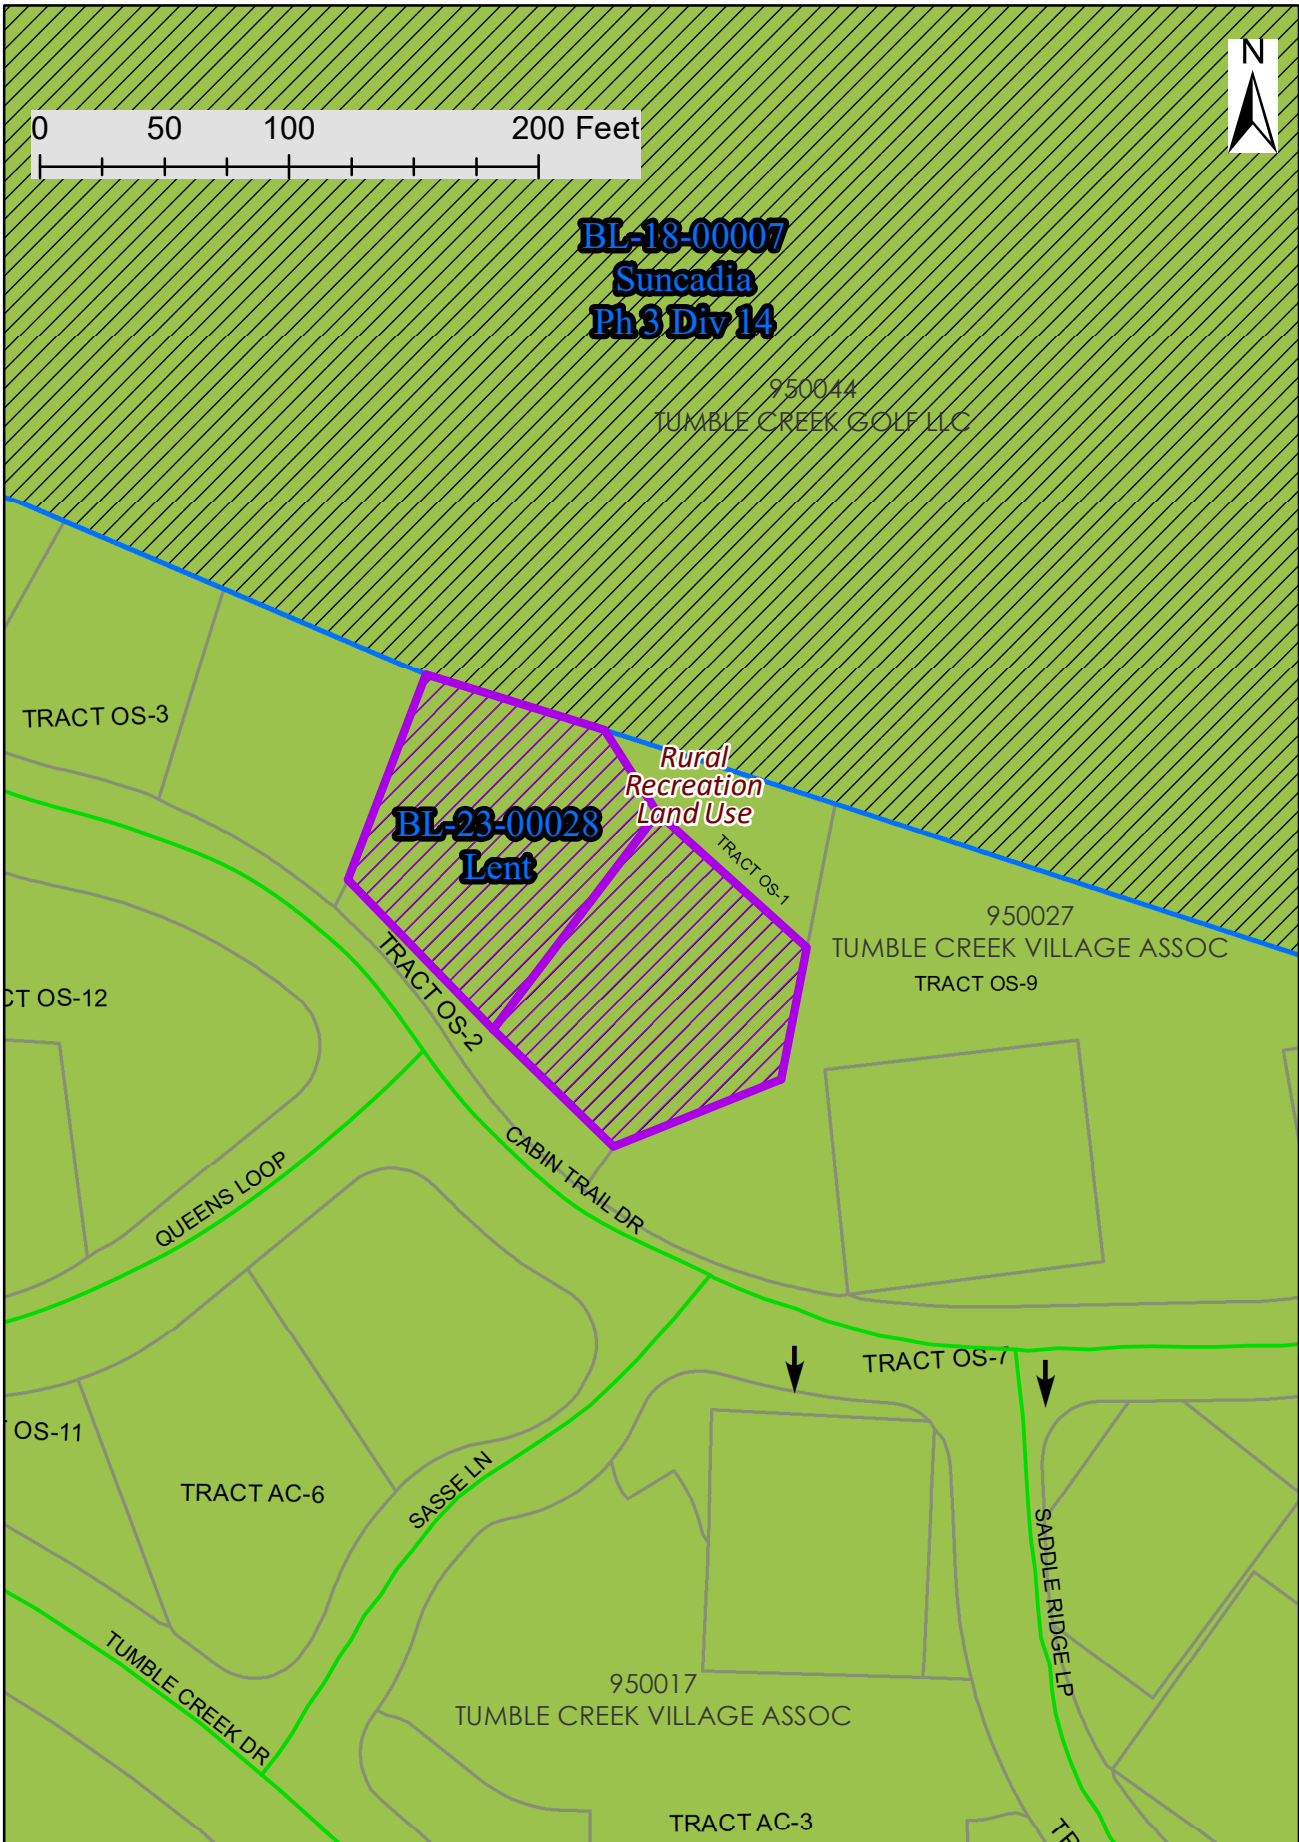 N
0 50 100 200 Feet
BL-18-00007
Suncadia
Ph 3 Div 14
950044
TUMBLE CREEK GOLF LLC
TRACT OS-3
Rural
Recreation
Land Use
BL-23-00028
Lent
TRACT OS-1
950027
TUMBLE CREEK VILLAGE ASSOC
TRACT OS-9
TRACT OS-2
CT OS-12
CABIN TRAIL DR
QUEENS LOOP
TRACT OS-7
OS-11
TRACT AC-6
SASSE LN
SADDLE RIDGE LP
TUMBLE CREEK DR
950017
TUMBLE CREEK VILLAGE ASSOC
TRACT AC-3